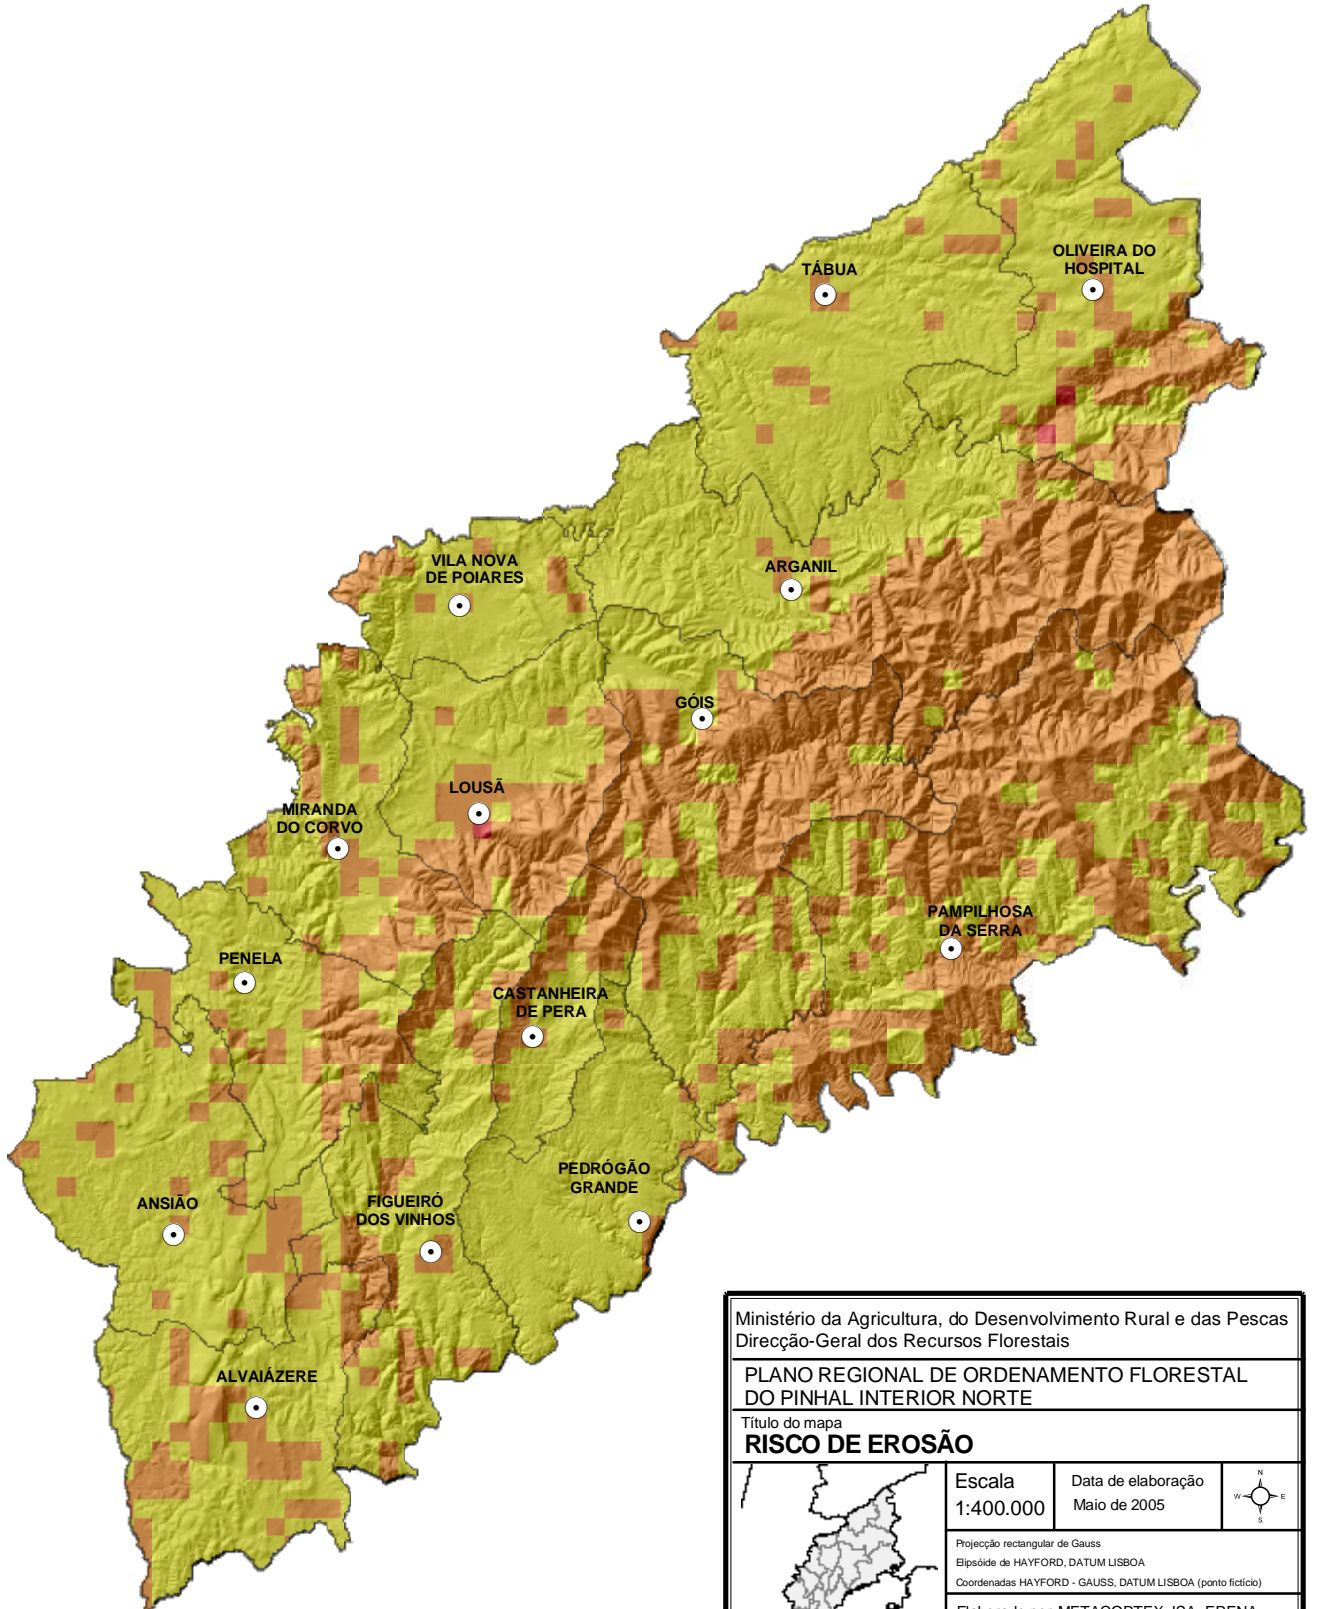 OLIVEIRA DO
HOSPITAL
TÁBUA
VILA NOVA
DE POIARES
ARGANIL
GÓIS
LOUSÃ
MIRANDA
DO CORVO
PAMPILHOSA
DA SERRA
PENELA
CASTANHEIRA
DE PERA
PEDRÓGÃO
GRANDE
ANSIÃO
FIGUEIRÓ
DOS VINHOS
ALVAIÁZERE
Ministério da Agricultura, do Desenvolvimento Rural e das Pescas
Direcção-Geral dos Recursos Florestais
PLANO REGIONAL DE ORDENAMENTO FLORESTAL
DO PINHAL INTERIOR NORTE
Título do mapa
RISCO DE EROSÃO
Escala
1:400.000
Data de elaboração
Maio de 2005
N
W E
S
Projecção rectangular de Gauss
Elipsóide de HAYFORD, DATUM LISBOA
Coordenadas HAYFORD - GAUSS, DATUM LISBOA (ponto fictício)